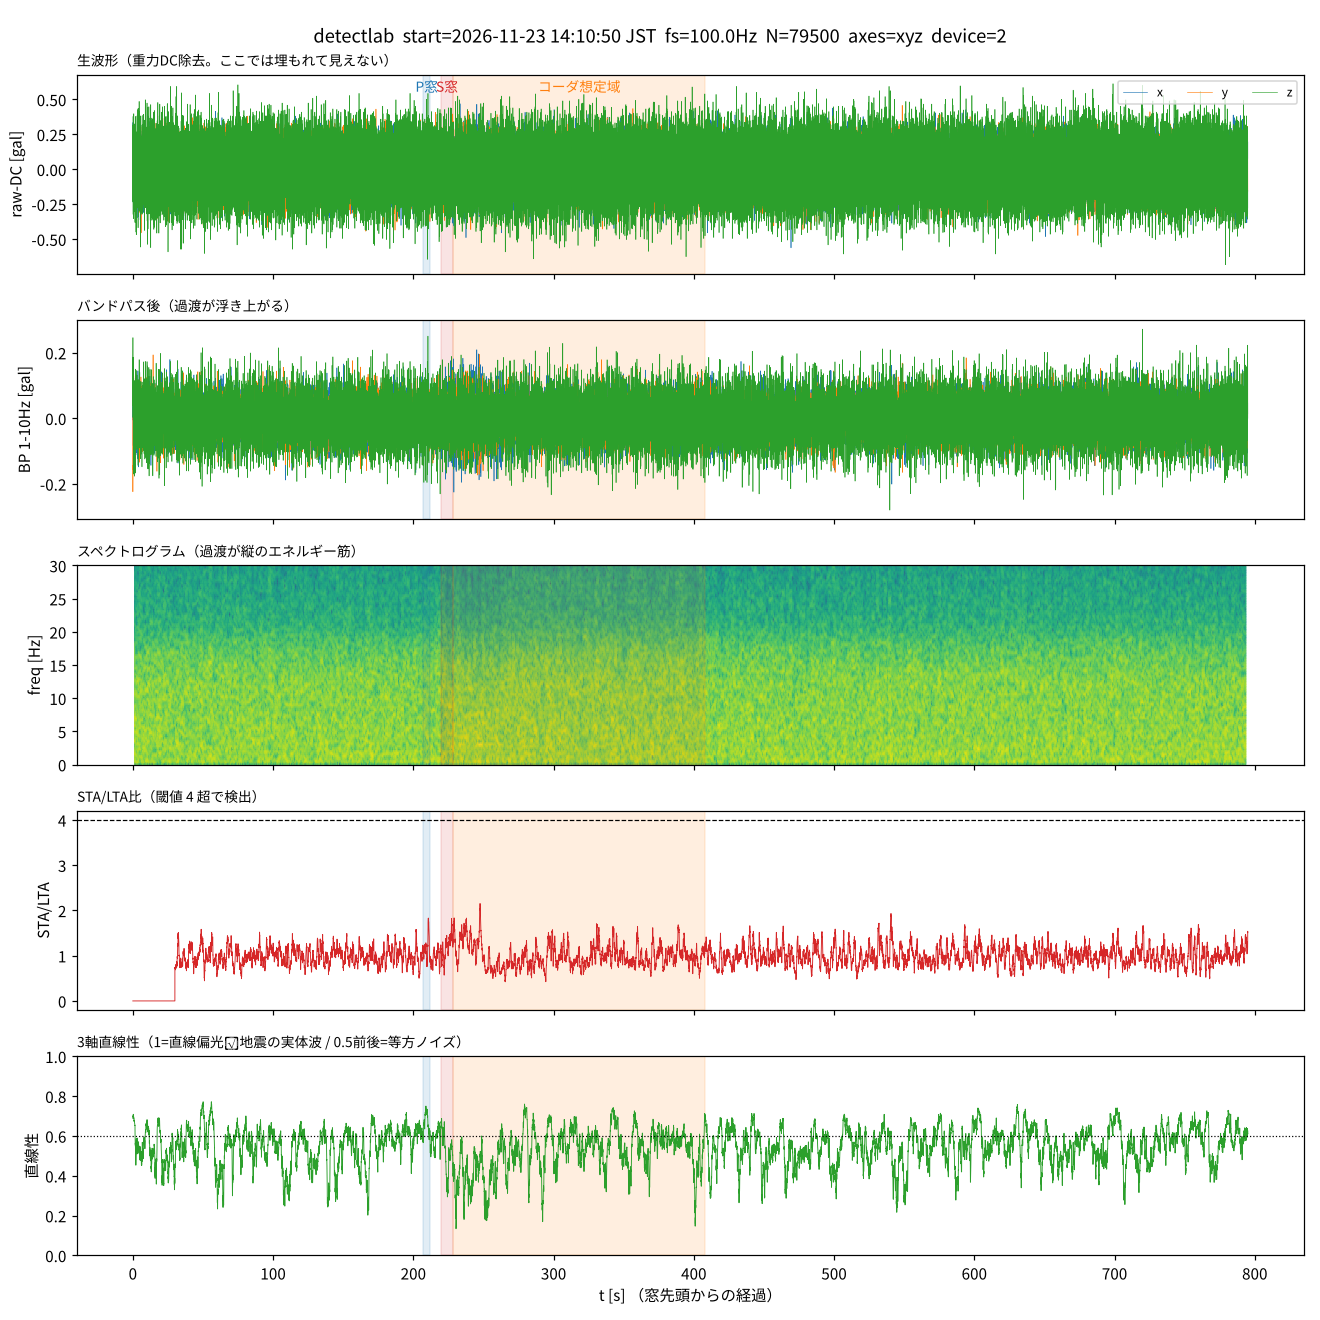 detectlab start=2026-11-23 14:10:50 JST fs=100.0Hz N=79500 axes=xyz device=2
生波形（重力DC除去。ここでは埋もれて見えない）
P窓
S窓
コーダ想定域
x y z
raw-DC [gal]
0.50
0.25
0.00
-0.25
-0.50
バンドパス後（過渡が浮き上がる）
BP 1-10Hz [gal]
0.2
0.0
-0.2
スペクトログラム（過渡が縦のエネルギー筋）
freq [Hz]
30
25
20
15
10
5
0
STA/LTA比（閾値４超で検出）
STA/LTA
4
3
2
1
0
3軸直線性（1=直線偏光☑地震の実体波 / 0.5前後=等方ノイズ）
直線性
1.0
0.8
0.6
0.4
0.2
0.0
0 100 200 300 400 500 600 700 800
t [s] （窓先頭からの経過）